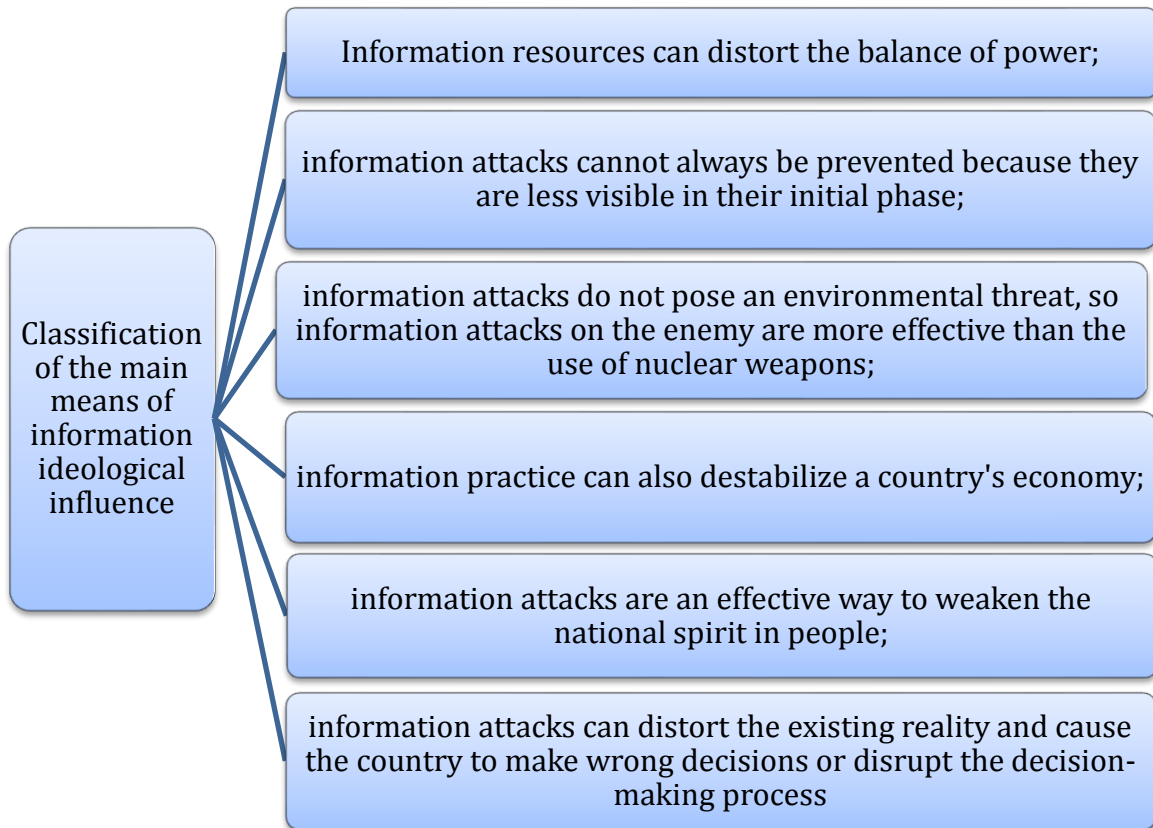 Classification
of the main
means of
information
ideological
influence
Information resources can distort the balance of power;
information attacks cannot always be prevented because they
are less visible in their initial phase;
information attacks do not pose an environmental threat, so
information attacks on the enemy are more effective than the
use of nuclear weapons;
information practice can also destabilize a country's economy;
information attacks are an effective way to weaken the
national spirit in people;
information attacks can distort the existing reality and cause
the country to make wrong decisions or disrupt the decision-
making process